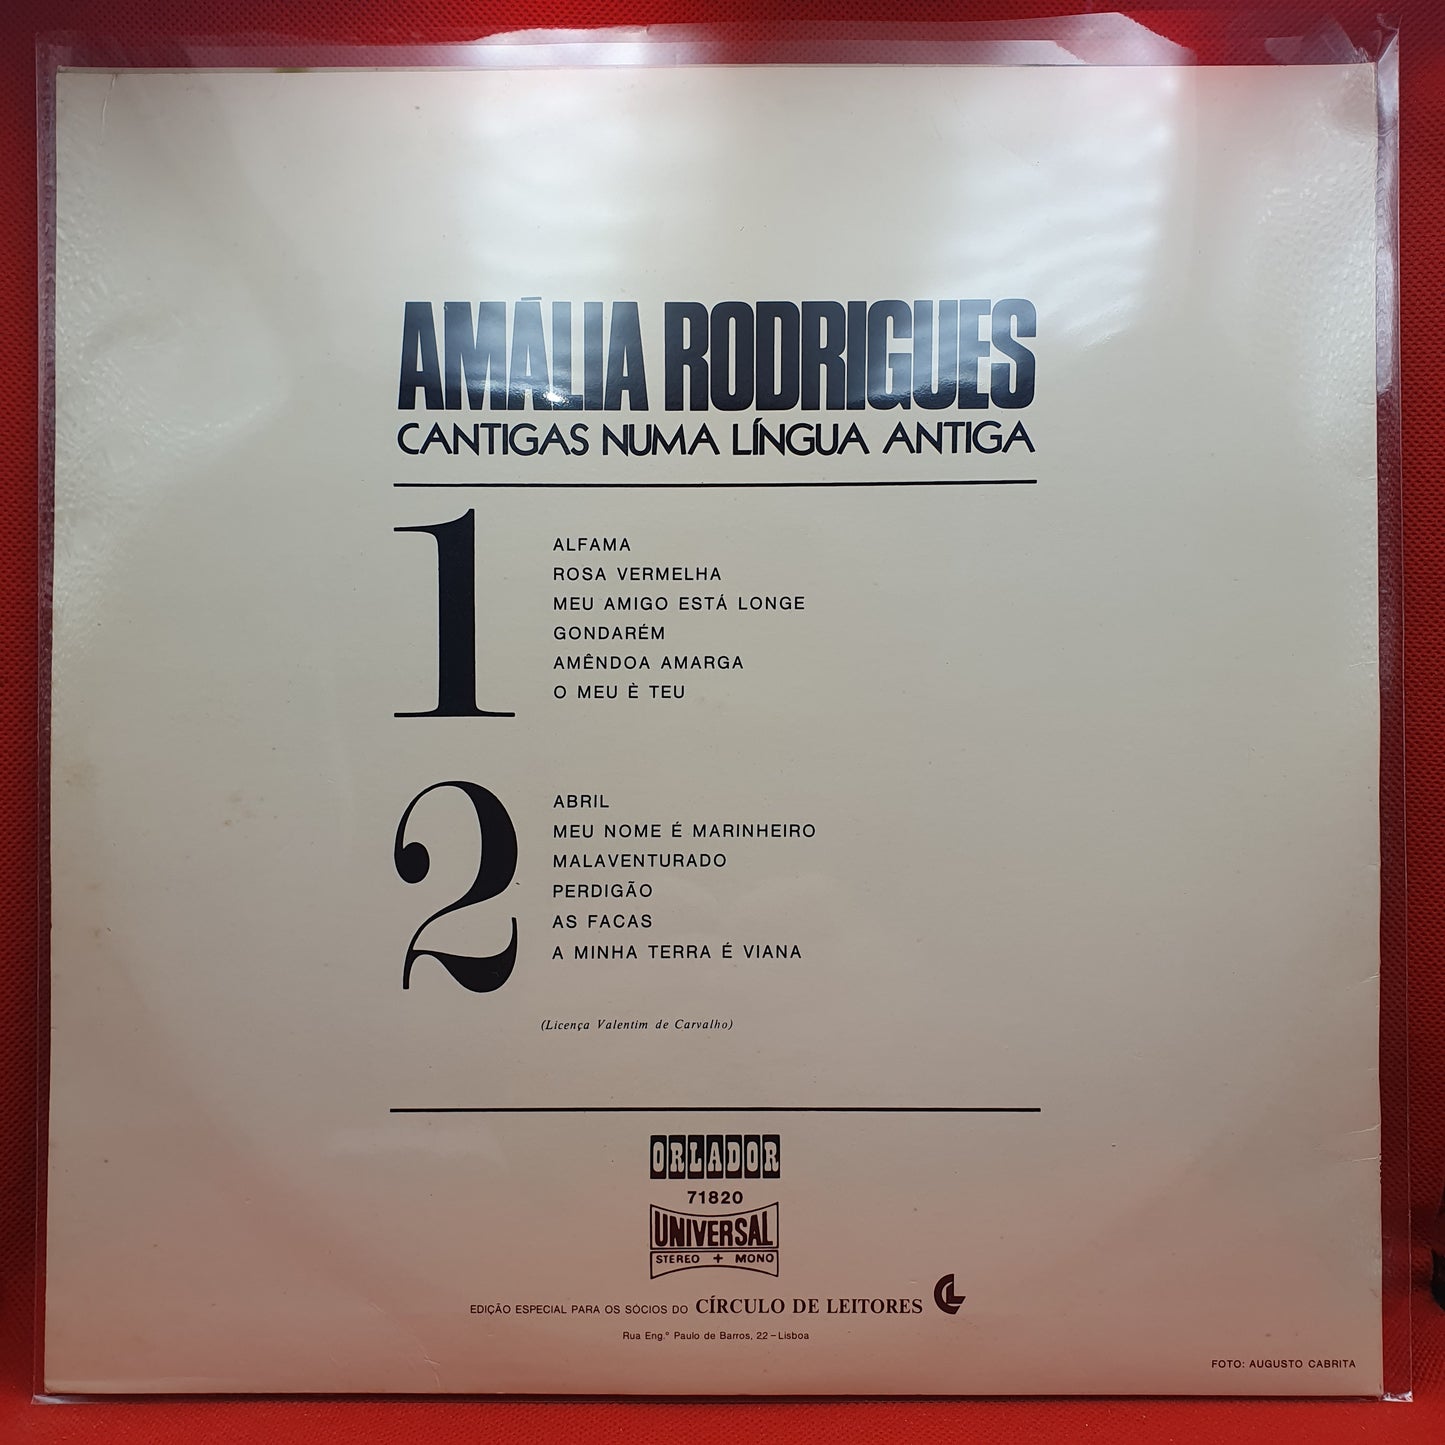 AMÁLIA RODRIGUES
CANTIGAS NUMA LÍNGUA ANTIGA
1
ALFAMA
ROSA VERMELHA
MEU AMIGO ESTÁ LONGE
GONDARÉM
AMÊNDOA AMARGA
O MEU È TEU
2
ABRIL
MEU NOME É MARINHEIRO
MALAVENTURADO
PERDIGÃO
AS FACAS
A MINHA TERRA É VIANA
(Licença Valentim de Carvalho)
ORLADOR
71820
UNIVERSAL
STEREO + MONO
EDIÇÃO ESPECIAL PARA OS SÓCIOS DO CÍRCULO DE LEITORES CL
Rua Eng.º Paulo de Barros, 22 – Lisboa
FOTO: AUGUSTO CABRITA